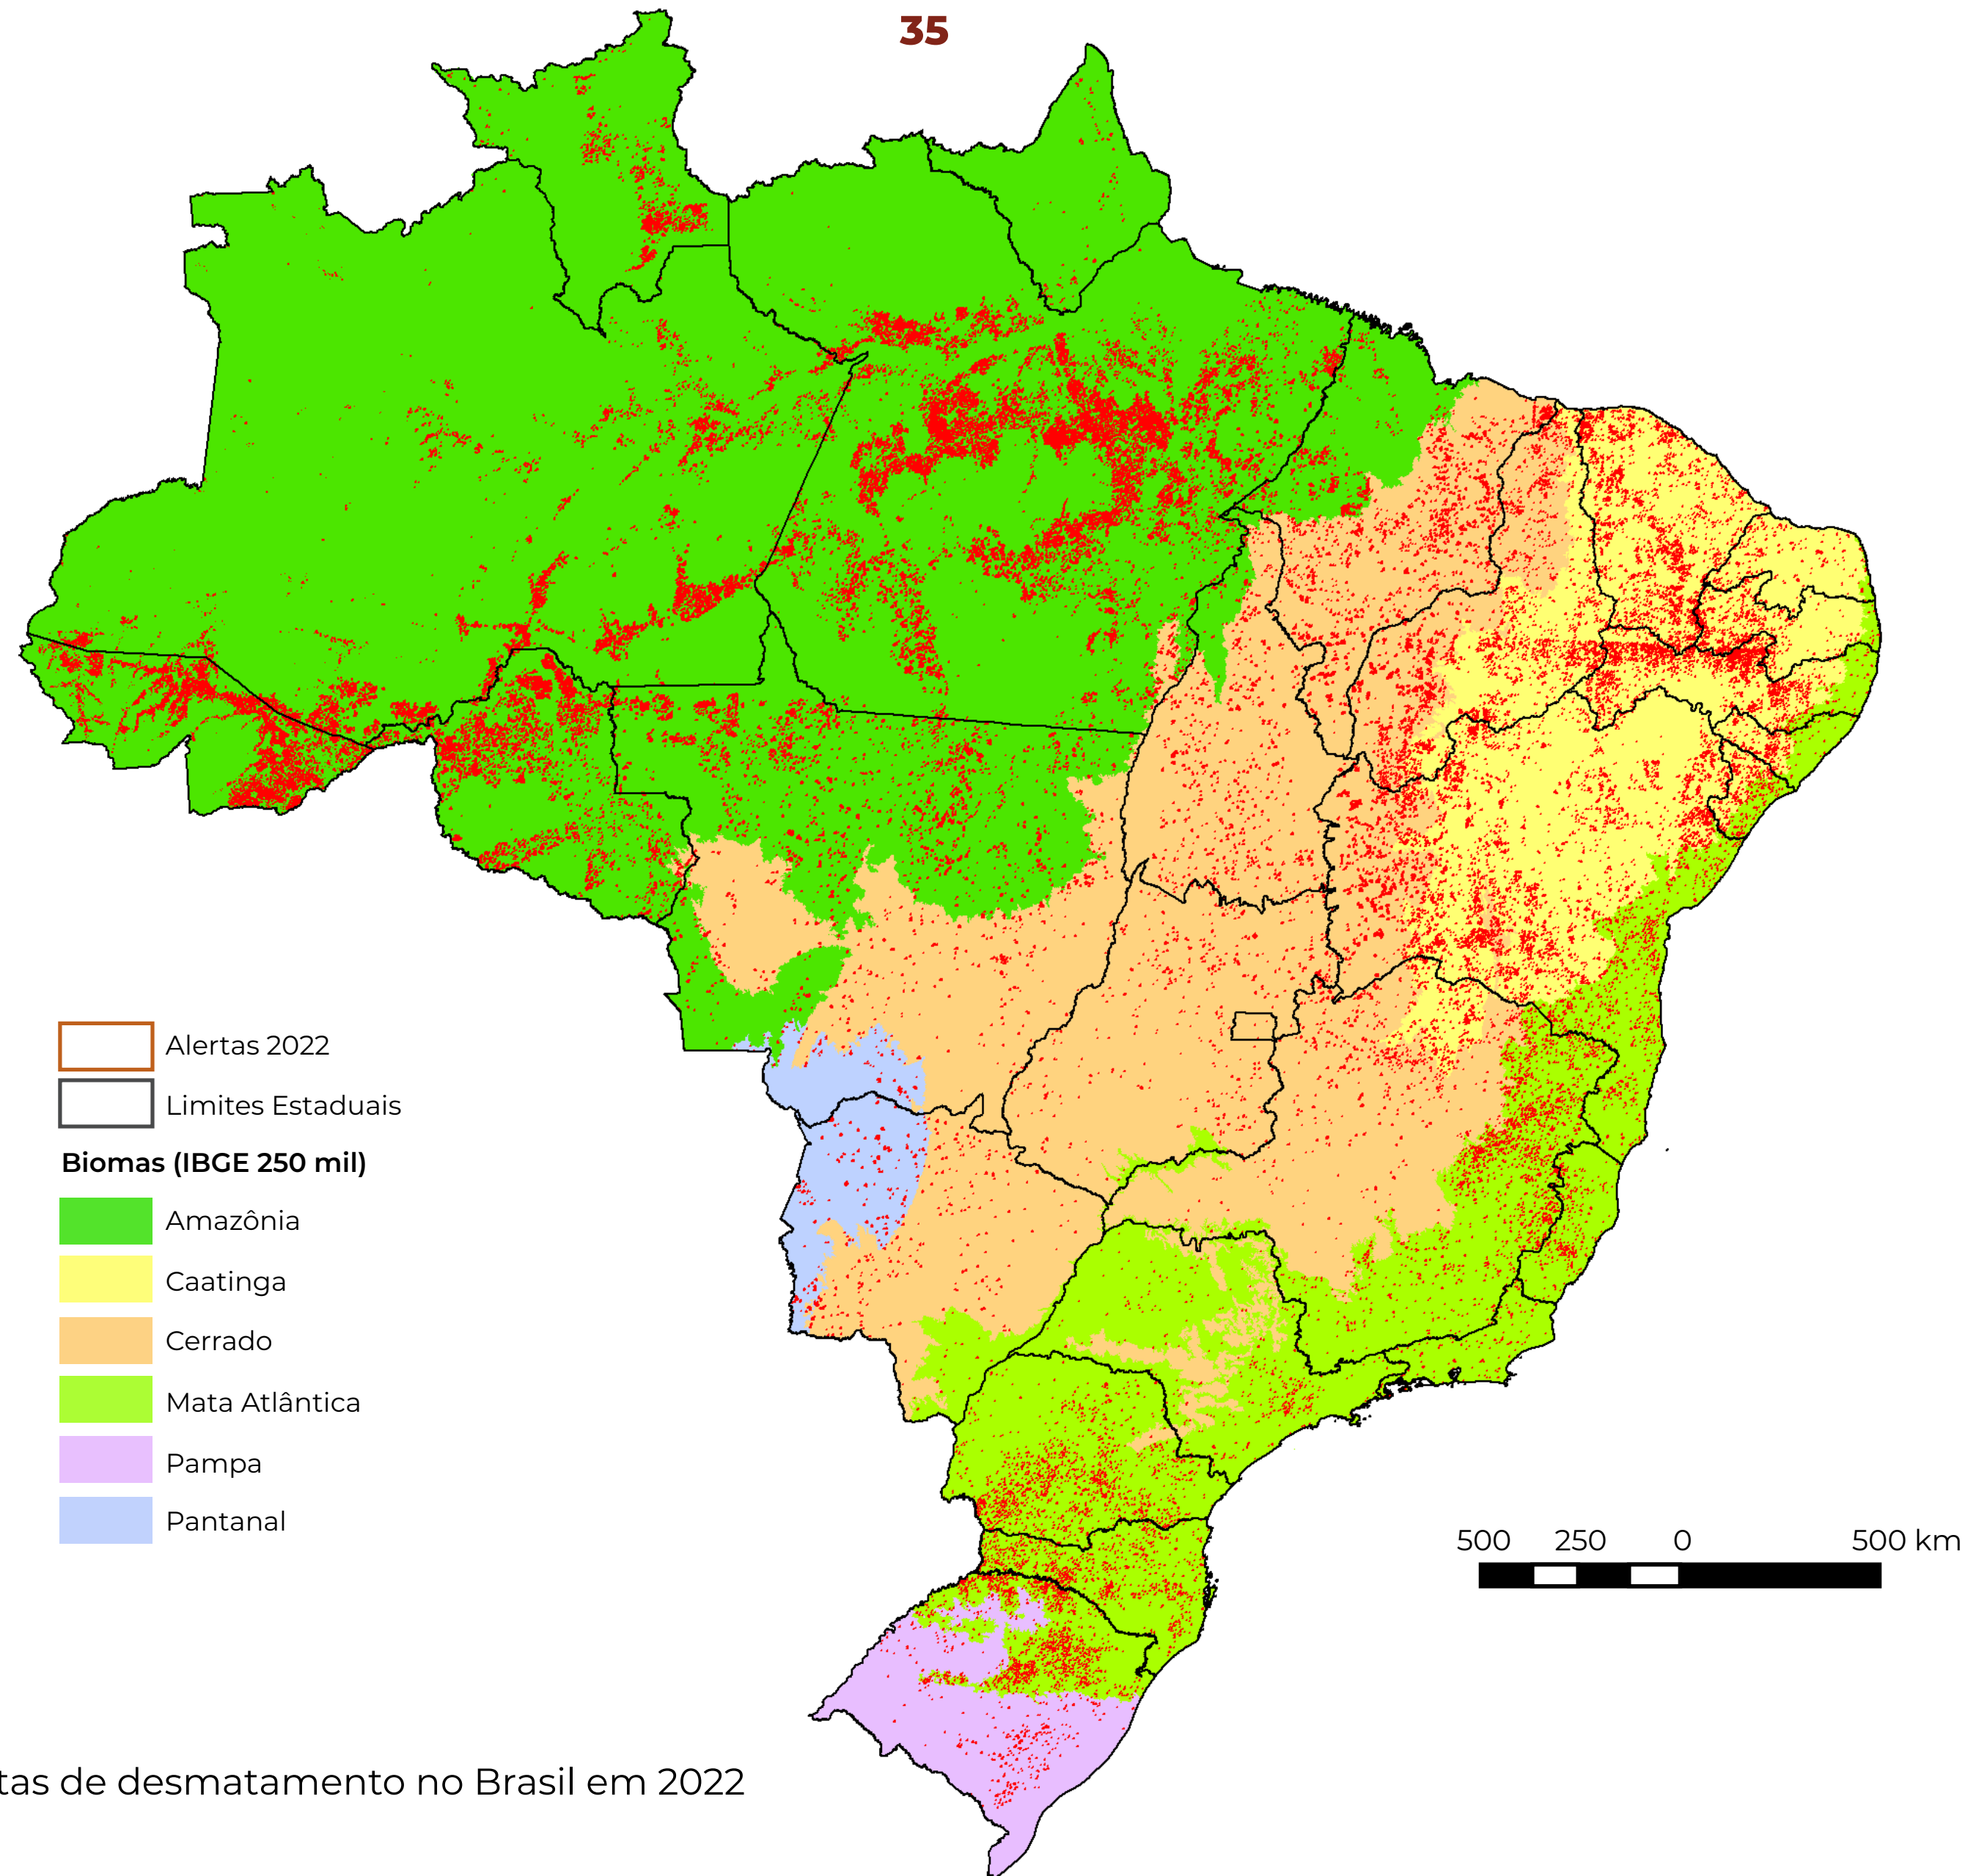 35
Alertas 2022
Limites Estaduais
Biomas (IBGE 250 mil)
Amazônia
Caatinga
Cerrado
Mata Atlântica
Pampa
Pantanal
500 250 0 500 km
tas de desmatamento no Brasil em 2022